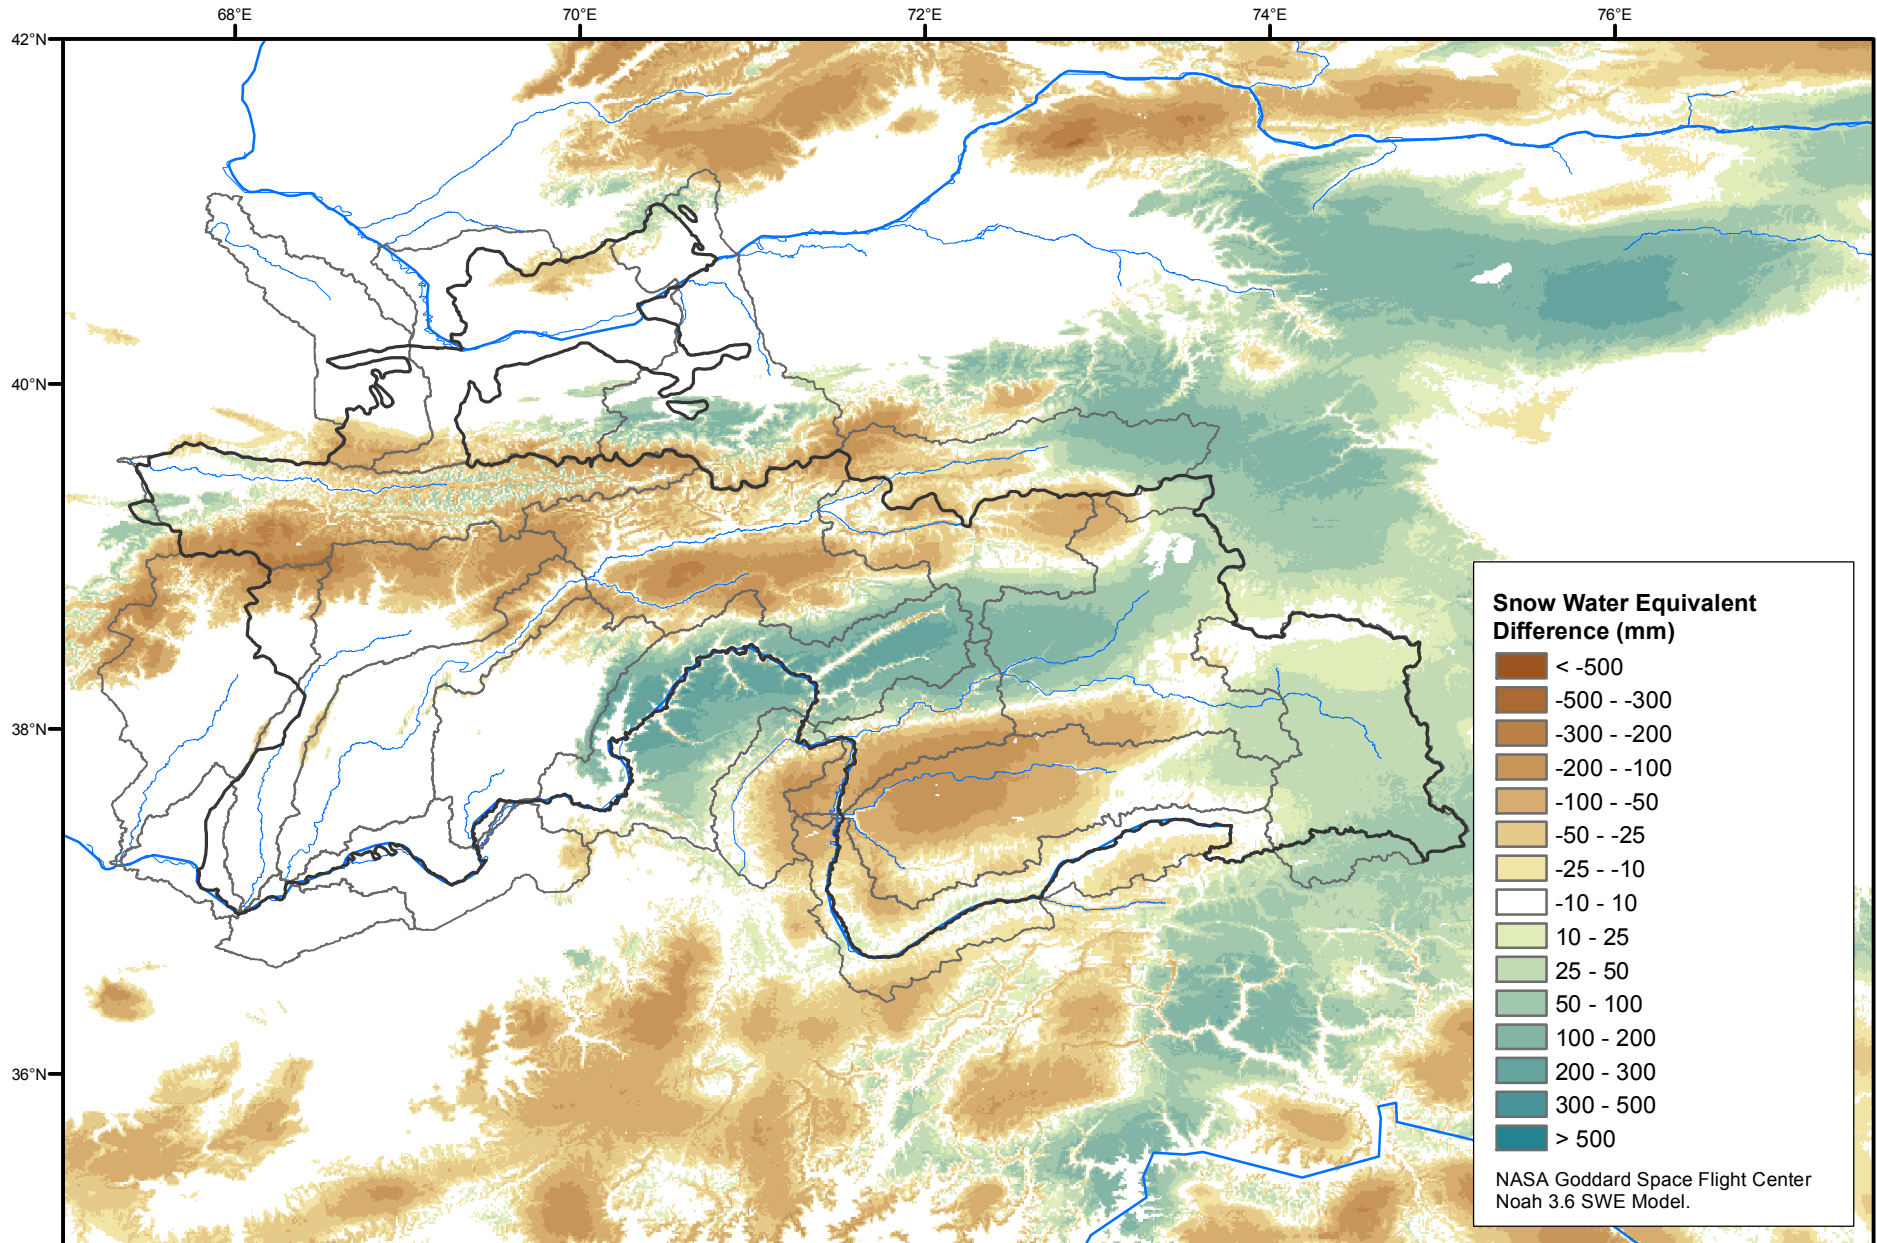 68°E 70°E 72°E 74°E 76°E
42°N
40°N
38°N
36°N
Snow Water Equivalent
Difference (mm)
< -500
-500 - -300
-300 - -200
-200 - -100
-100 - -50
-50 - -25
-25 - -10
-10 - 10
10 - 25
25 - 50
50 - 100
100 - 200
200 - 300
300 - 500
> 500
NASA Goddard Space Flight Center
Noah 3.6 SWE Model.